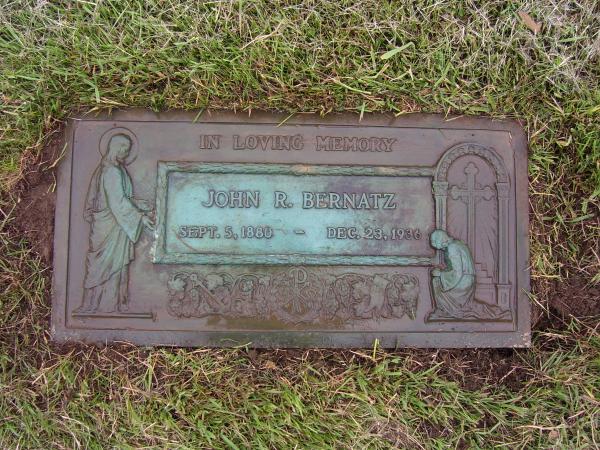 IN LOVING MEMORY
JOHN R. BERNATZ
SEPT. 5, 1880 - DEC. 23, 1936